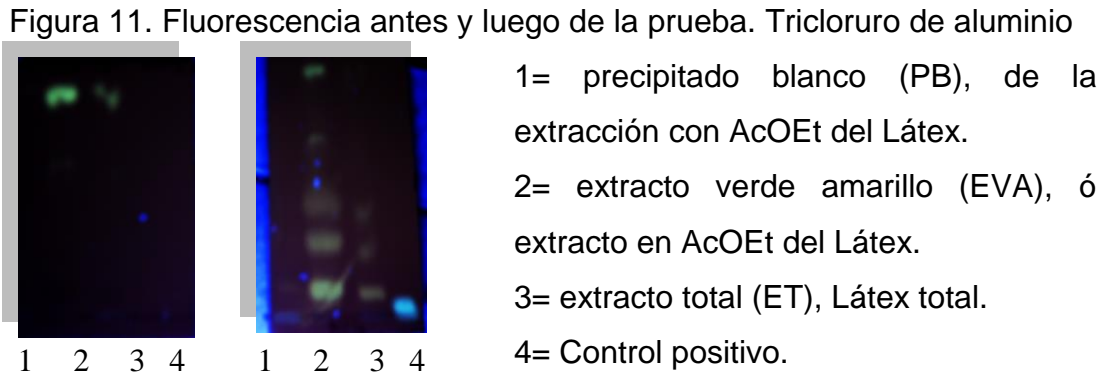 Figura 11. Fluorescencia antes y luego de la prueba. Tricloruro de aluminio
1= precipitado blanco (PB), de la
extracción con AcOEt del Látex.
2= extracto verde amarillo (EVA), ó
extracto en AcOEt del Látex.
3= extracto total (ET), Látex total.
4= Control positivo.
1 2 3 4
1 2 3 4